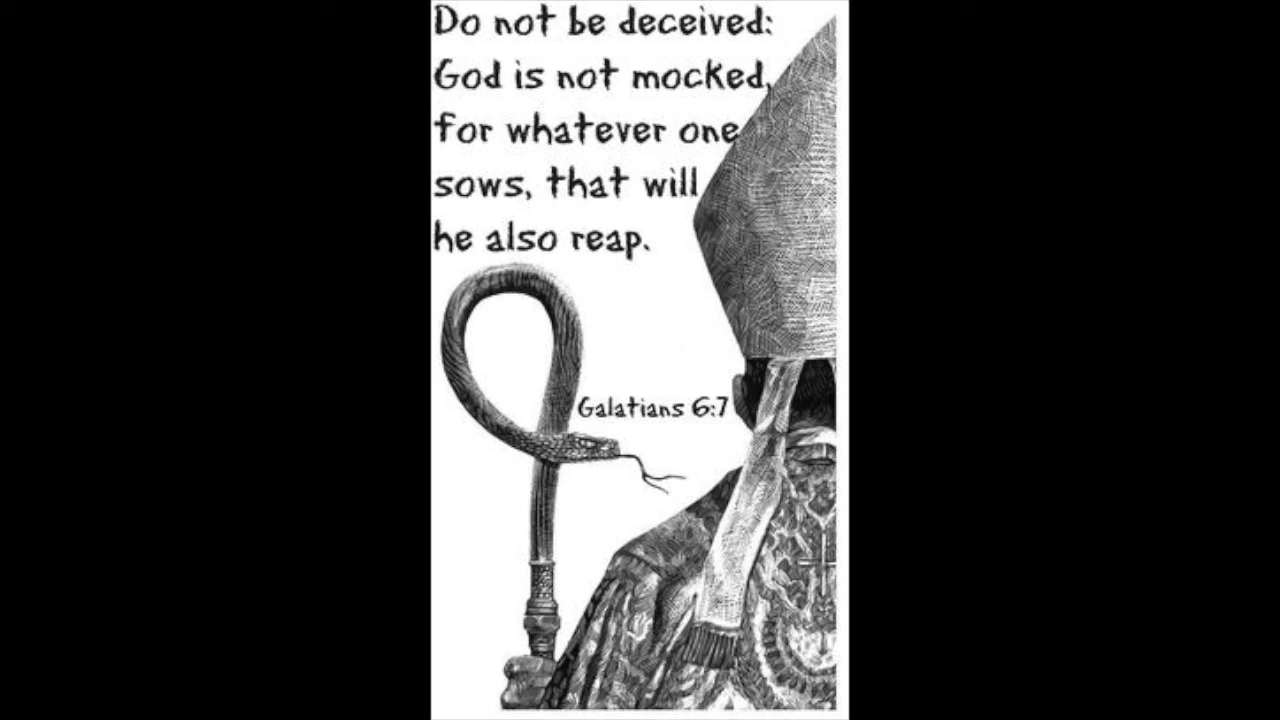 Do not be deceived:
God is not mocked,
for whatever one
sows, that will
he also reap.
Galatians 6:7